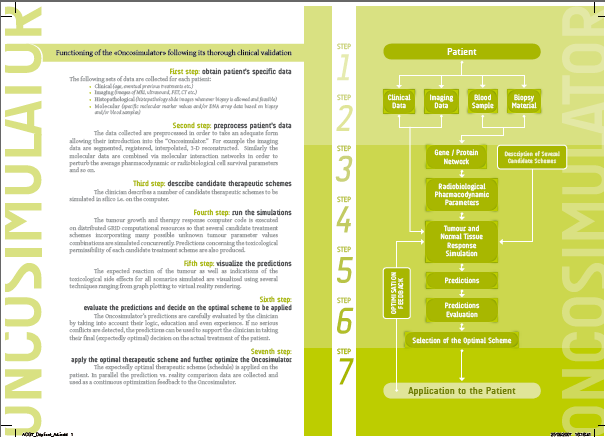 ONCOSIMULATOR
Functioning of the «Oncosimulator» following its thorough clinical validation
First step: obtain patient's specific data
The following sets of data are collected for each patient:
• Clinical (age, eventual previous treatments etc.)
• Imaging (images of MRI, ultrasound, PET, CT etc.)
• Histopathological (histopathology slide images whenever biopsy is allowed and feasible)
• Molecular (specific molecular marker values and/or DNA array data based on biopsy
and/or blood samples)
Second step: preprocess patient's data
The data collected are preprocessed in order to take an adequate form
allowing their introduction into the "Oncosimulator". For example the imaging
data are segmented, registered, interpolated, 3-D reconstructed. Similarly the
molecular data are combined via molecular interaction networks in order to
perturb the average pharmacodynamic or radiobiological cell survival parameters
and so on.
Third step: describe candidate therapeutic schemes
The clinician describes a number of candidate therapeutic schemes to be
simulated in silico i.e. on the computer.
Fourth step: run the simulations
The tumour growth and therapy response computer code is executed
on distributed GRID computational resources so that several candidate treatment
schemes incorporating many possible unknown tumour parameter values
combinations are simulated concurrently. Predictions concerning the toxicological
permissibility of each candidate treatment scheme are also produced.
Fifth step: visualize the predictions
The expected reaction of the tumour as well as indications of the
toxicological side effects for all scenarios simulated are visualized using several
techniques ranging from graph plotting to virtual reality rendering.
Sixth step:
evaluate the predictions and decide on the optimal scheme to be applied
The Oncosimulator's predictions are carefully evaluated by the clinician
by taking into account their logic, education and even experience. If no serious
conflicts are detected, the predictions can be used to support the clinician in taking
their final (expectedly optimal) decision on the actual treatment of the patient.
Seventh step:
apply the optimal therapeutic scheme and further optimize the Oncosimulator
The expectedly optimal therapeutic scheme (schedule) is applied on the
patient. In parallel the prediction vs. reality comparison data are collected and
used as a continuous optimization feedback to the Oncosimulator.
STEP
1
STEP
2
STEP
3
STEP
4
STEP
5
STEP
6
STEP
7
Patient
Clinical
Data
Imaging
Data
Blood
Sample
Biopsy
Material
Gene / Protein
Network
Description of Several
Candidate Schemes
Radiobiological
Pharmacodynamic
Parameters
Tumour and
Normal Tissue
Response
Simulation
OPTIMISATION
FEEDBACK
Predictions
Predictions
Evaluation
Selection of the Optimal Scheme
Application to the Patient
ONCOSIMULATOR